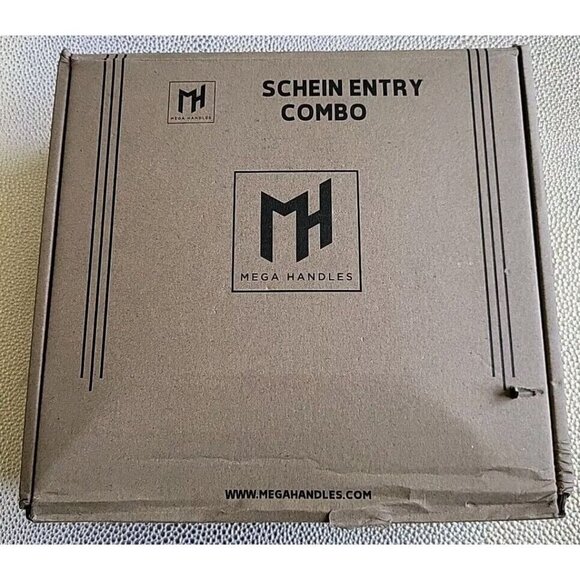 MH
MEGA HANDLES
SCHEIN ENTRY
COMBO
MH
MEGA HANDLES
WWW.MEGAHANDLES.COM